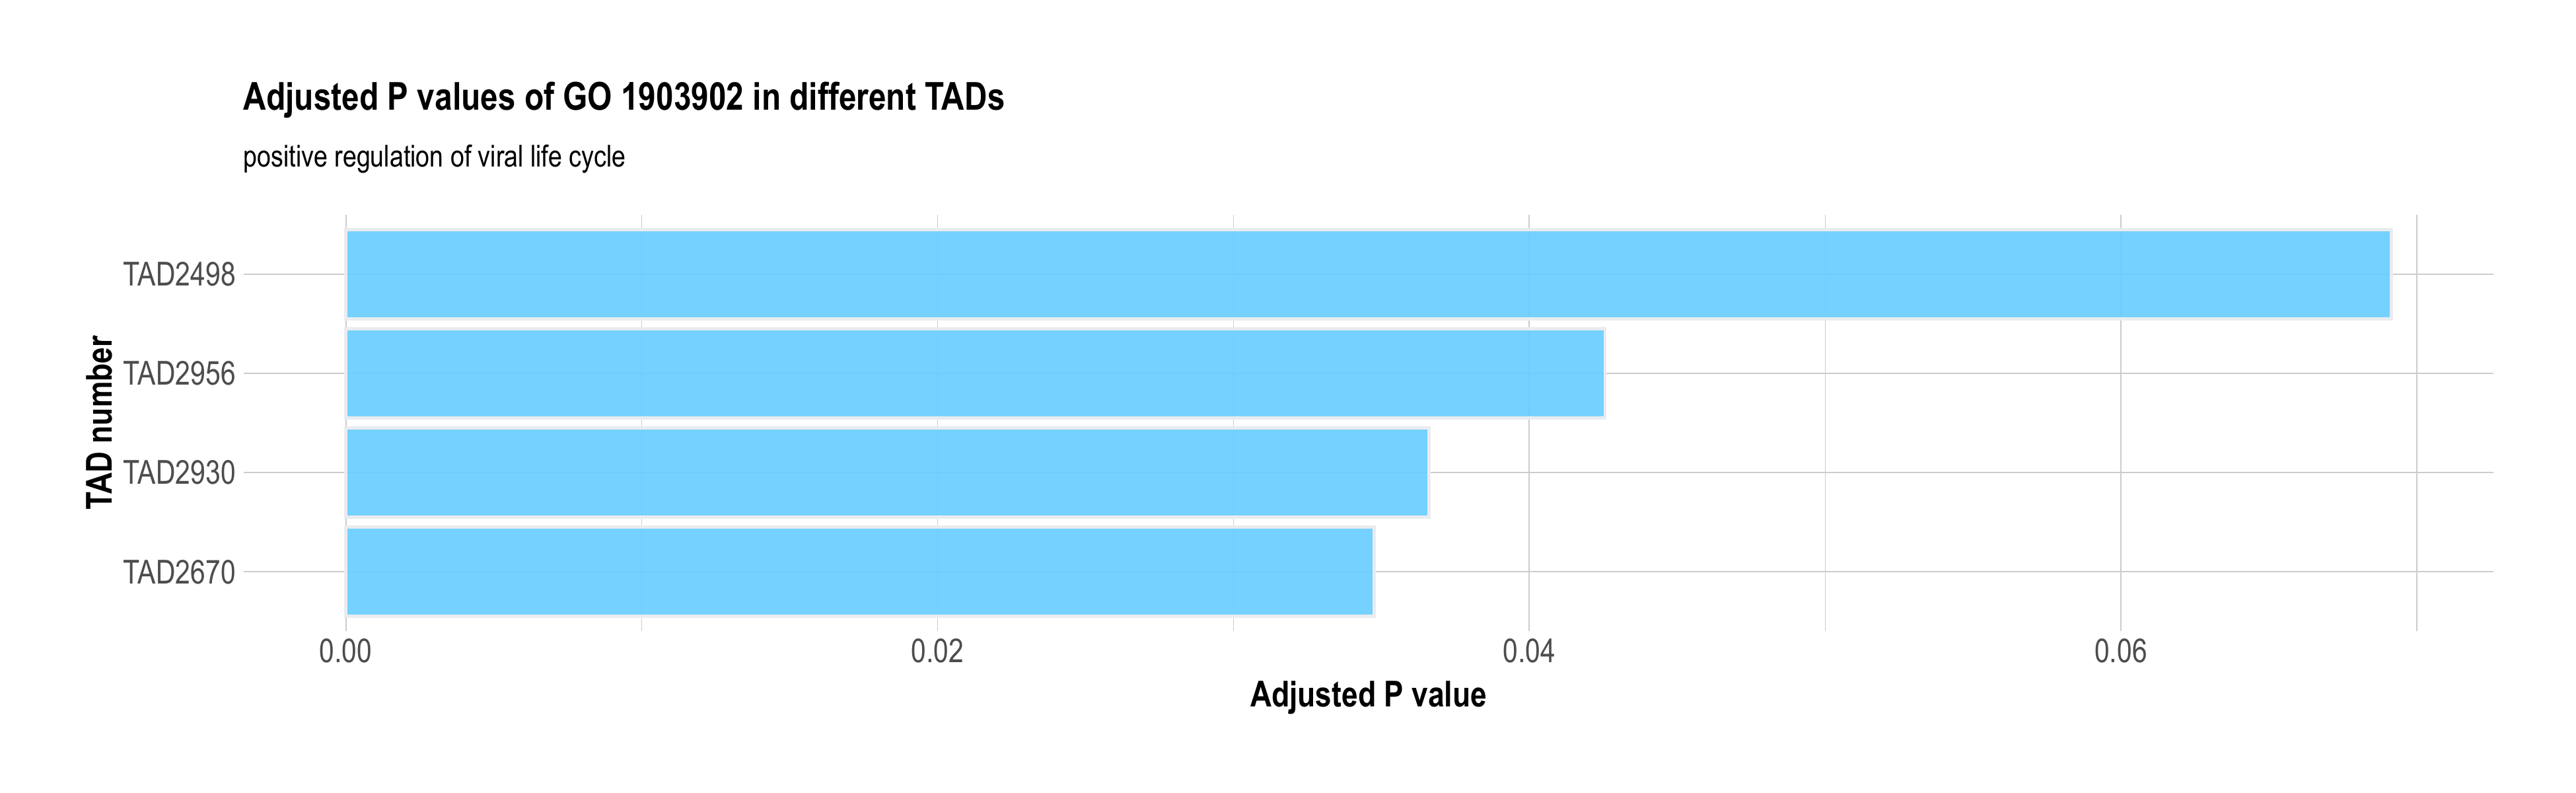 Adjusted P values of GO 1903902 in different TADs
positive regulation of viral life cycle
TAD number
TAD2498
TAD2956
TAD2930
TAD2670
0.00 0.02 0.04 0.06
Adjusted P value